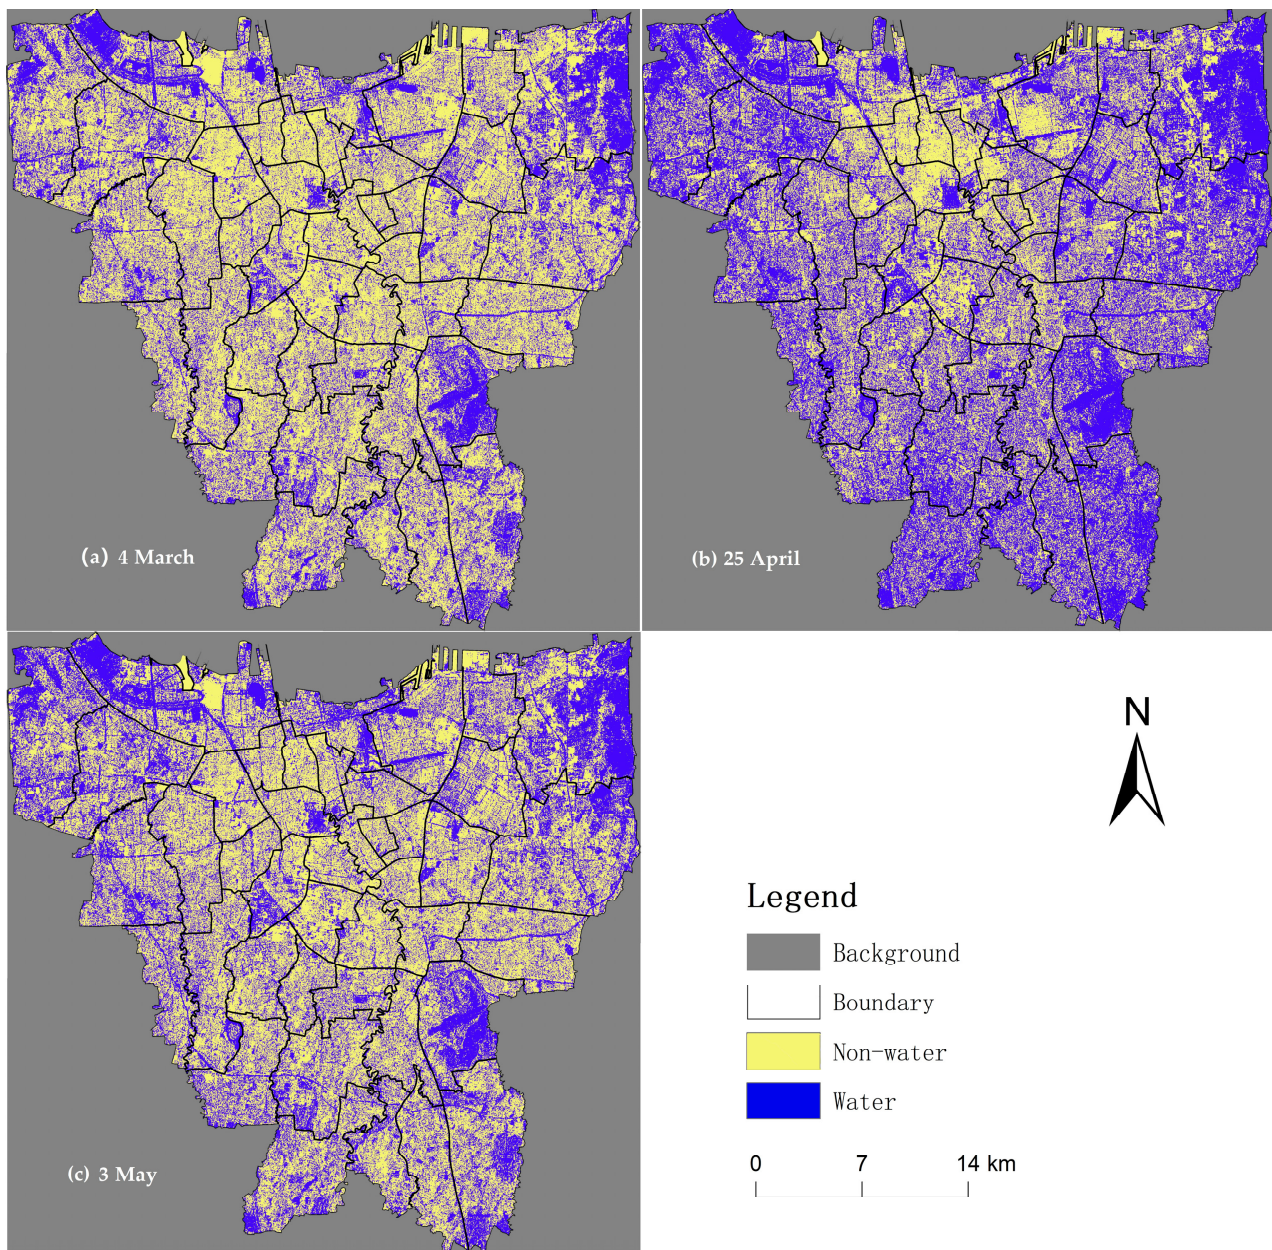 (a) 4 March
(b) 25 April
(c) 3 May
N
Legend
Background
Boundary
Non-water
Water
0 7 14 km